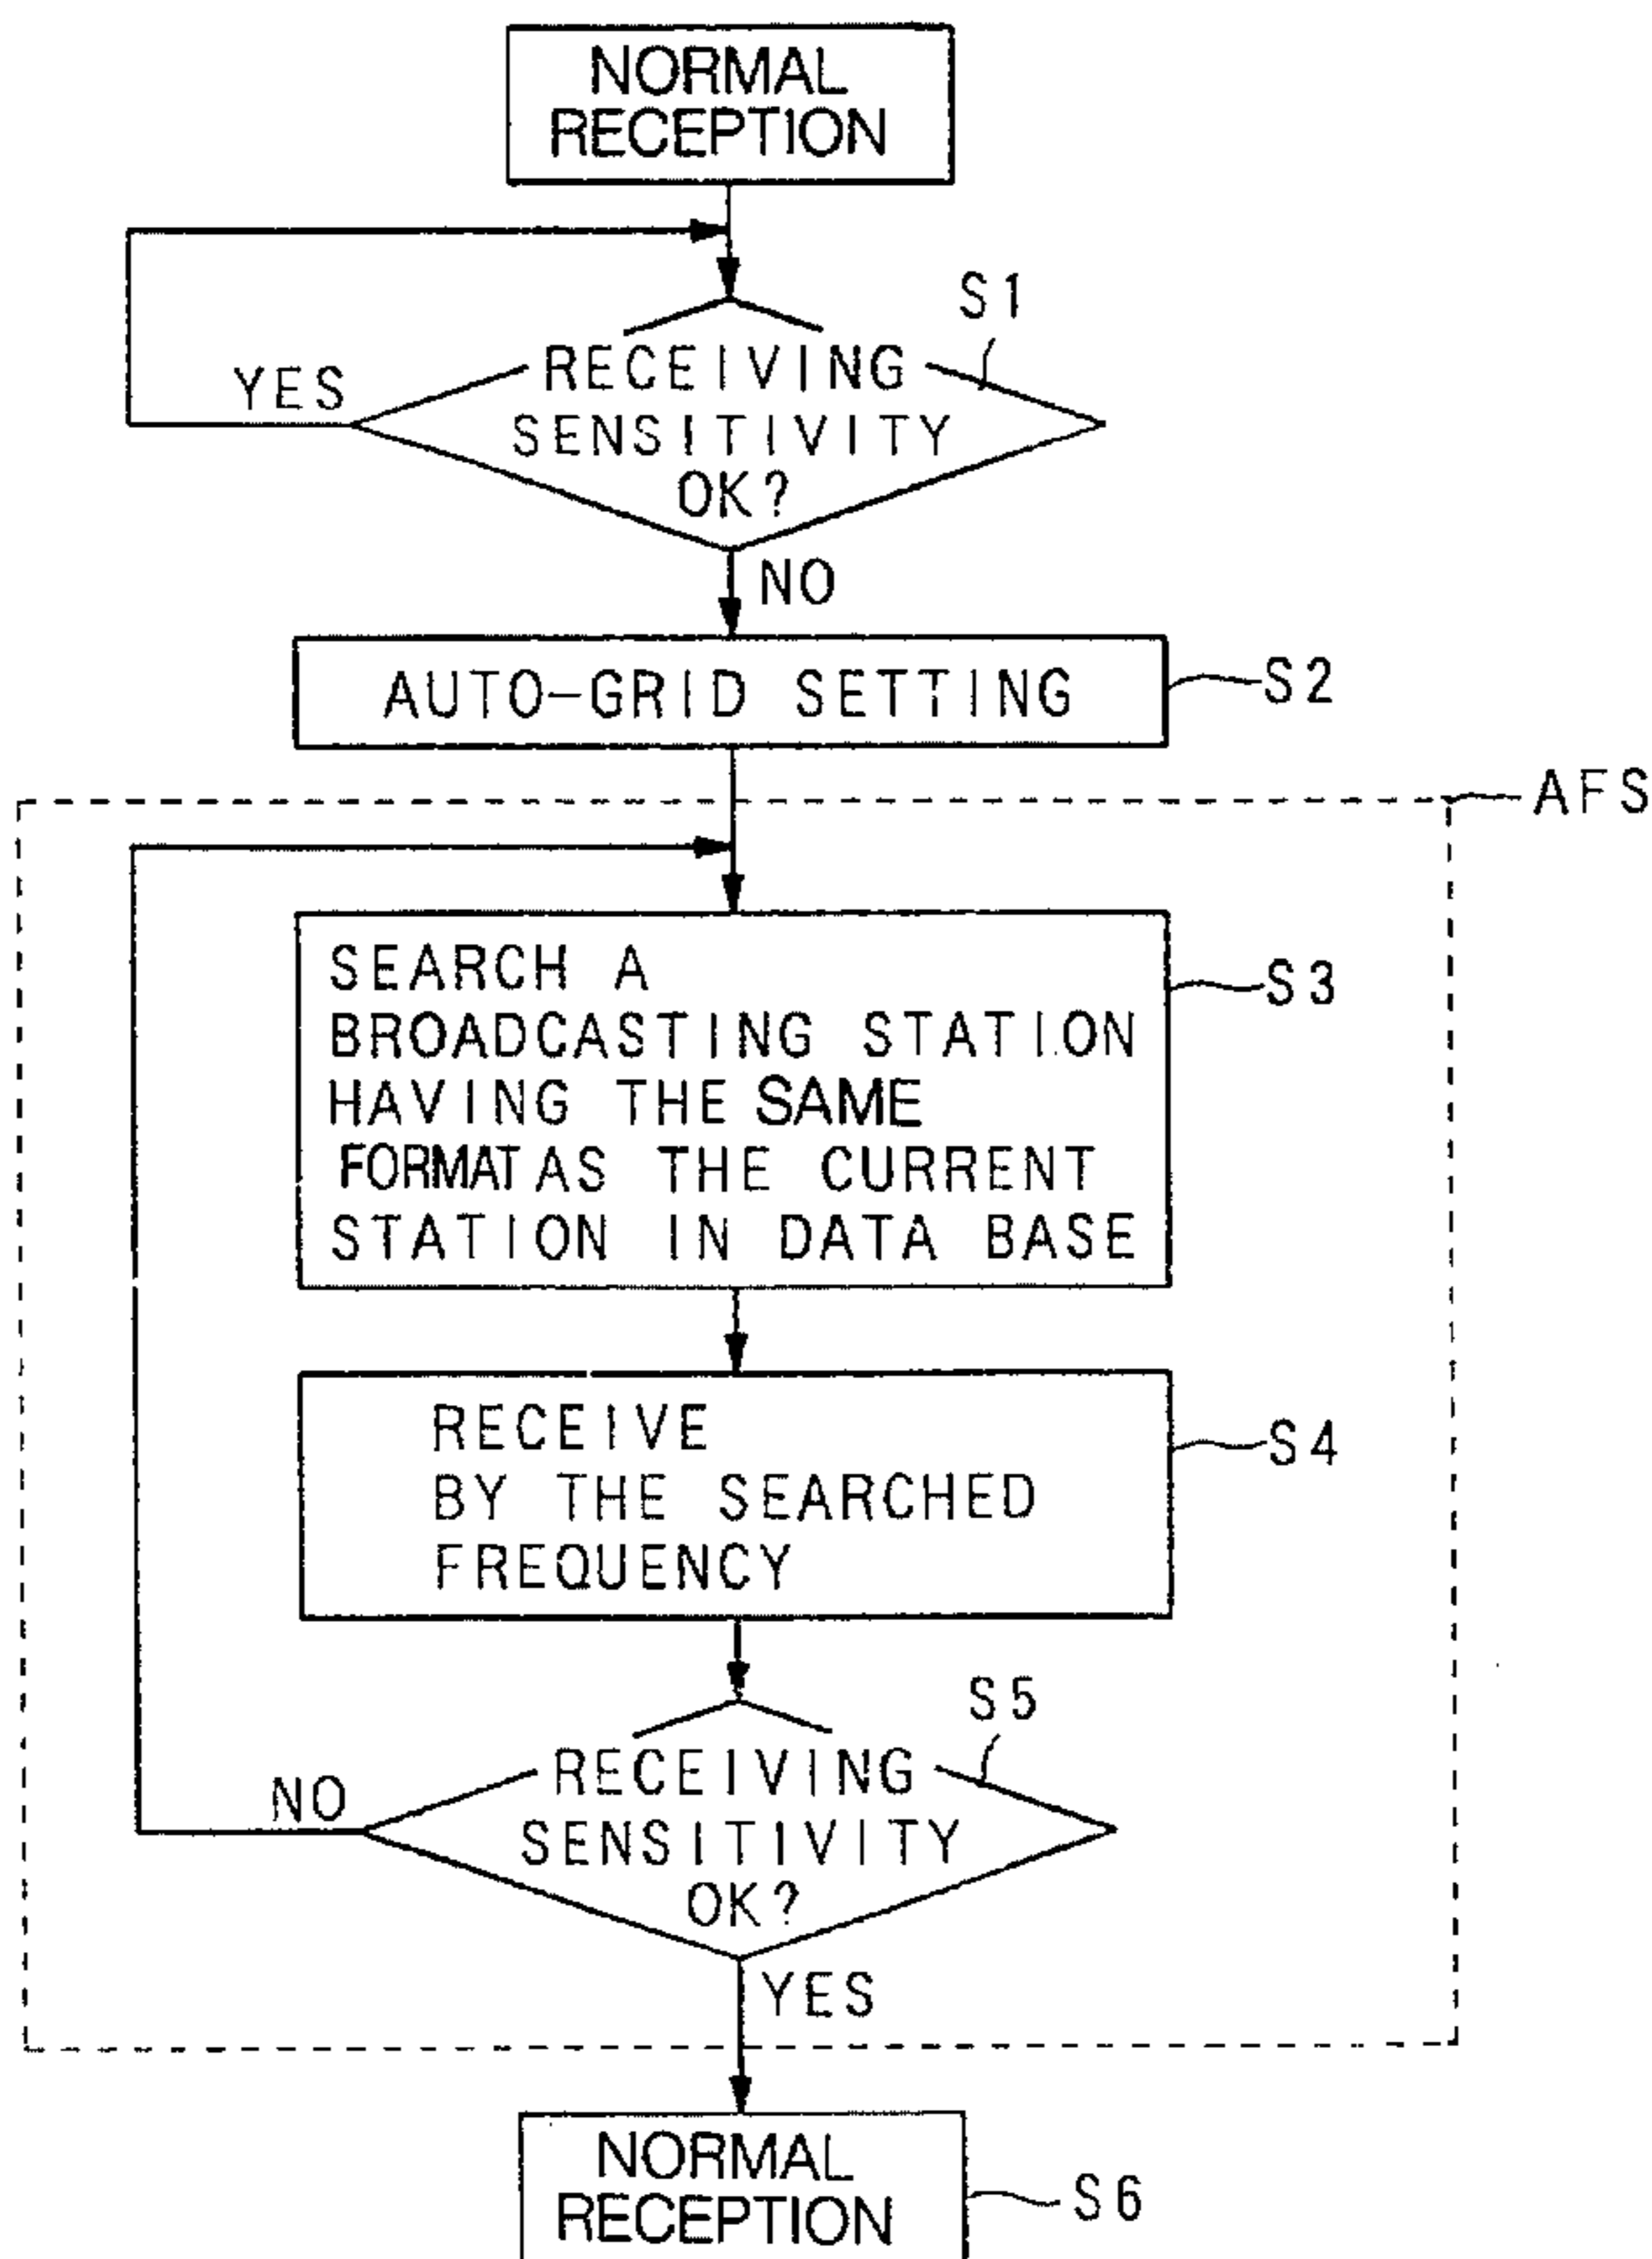 NORMAL
RECEPTION
S1
RECEIVING
SENSITIVITY
OK?
YES
NO
AUTO-GRID SETTING
S2
AFS
SEARCH A
BROADCASTING STATION
HAVING THE SAME
FORMAT AS THE CURRENT
STATION IN DATA BASE
S3
RECEIVE
BY THE SEARCHED
FREQUENCY
S4
S5
RECEIVING
SENSITIVITY
OK?
NO
YES
NORMAL
RECEPTION
S6